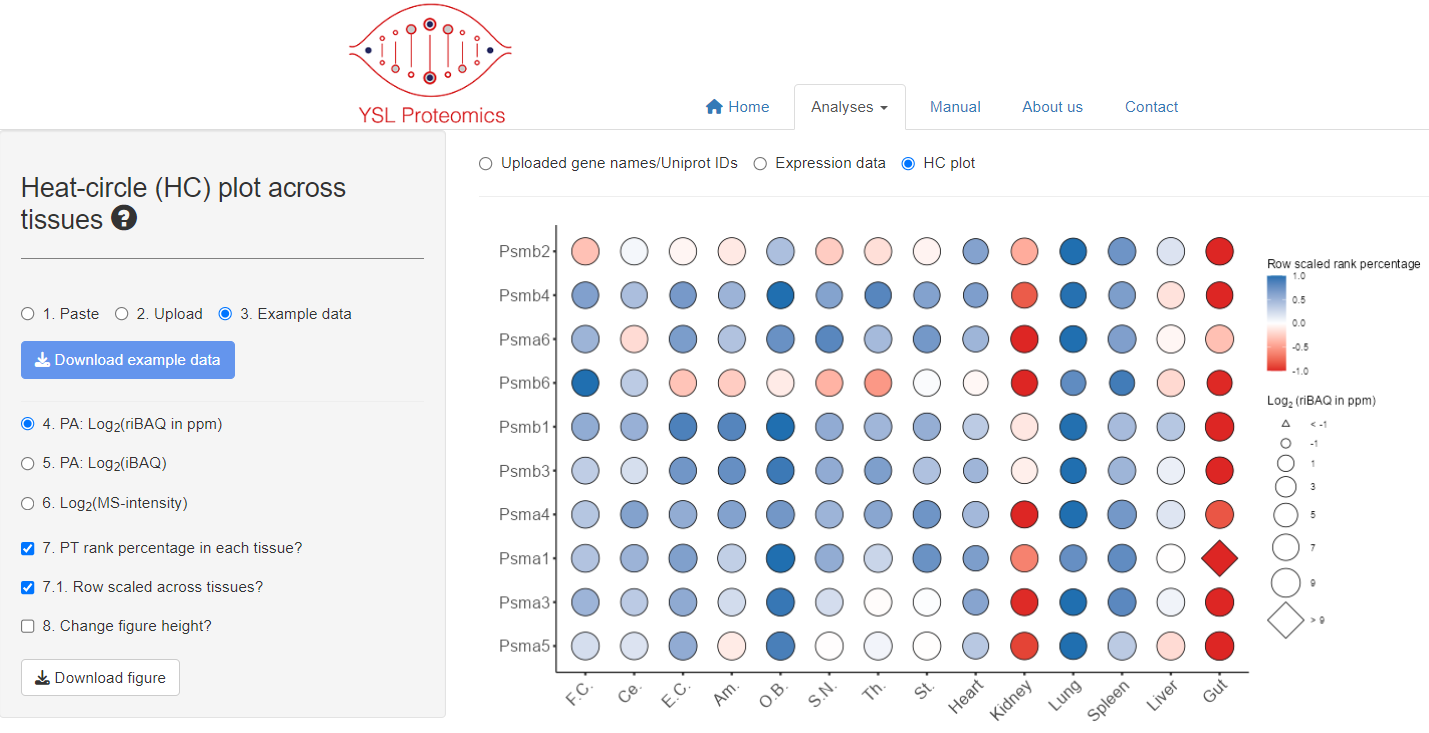 YSL Proteomics
Home
Analyses
Manual
About us
Contact
Heat-circle (HC) plot across
tissues ?
1. Paste
2. Upload
3. Example data
Download example data
4. PA: Log2(riBAQ in ppm)
5. PA: Log2(iBAQ)
6. Log2(MS-intensity)
7. PT rank percentage in each tissue?
7.1. Row scaled across tissues?
8. Change figure height?
Download figure
Uploaded gene names/Uniprot IDs
Expression data
HC plot
Psmb2
Psmb4
Psma6
Psmb6
Psmb1
Psmb3
Psma4
Psma1
Psma3
Psma5
F.C.
Ce.
E.C.
Am.
O.B.
S.N.
Th.
St.
Heart
Kidney
Lung
Spleen
Liver
Gut
Row scaled rank percentage
1.0
0.5
0.0
-0.5
-1.0
Log2 (riBAQ in ppm)
< -1
-1
1
3
5
7
9
> 9